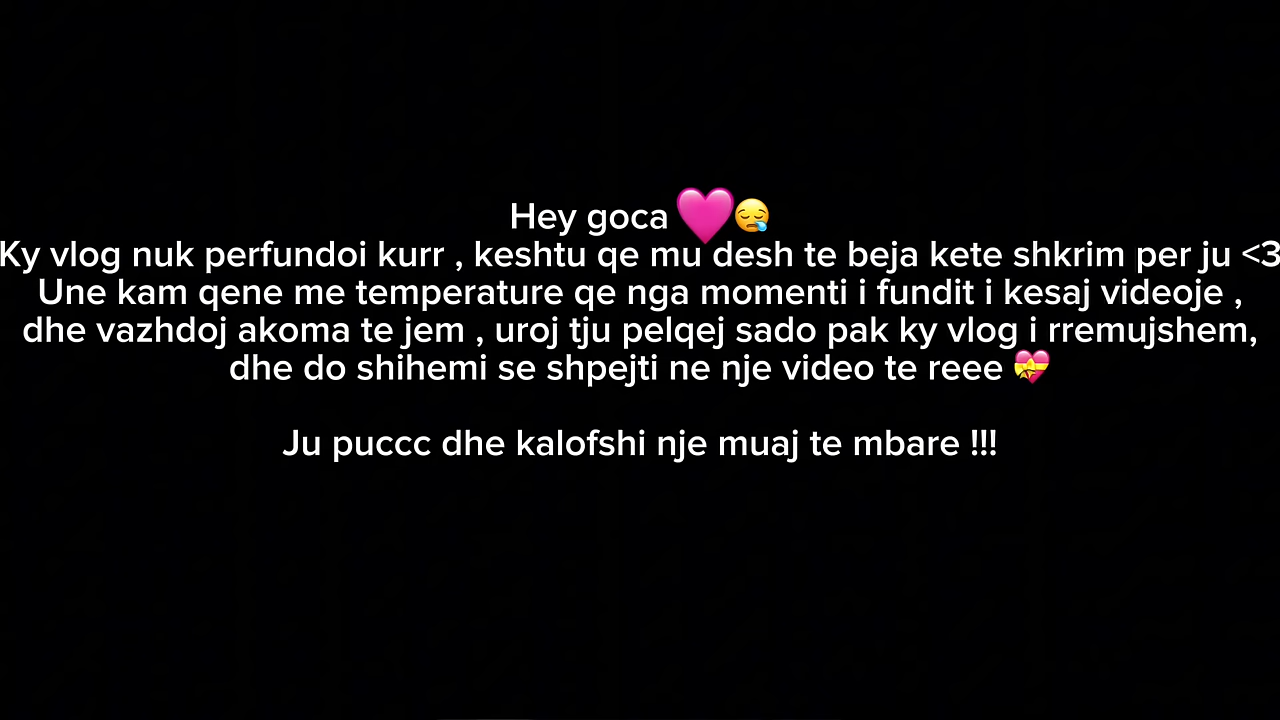 Hey goca 🩷😪
Ky vlog nuk perfundoi kurr , keshtu qe mu desh te beja kete shkrim per ju <3
Une kam qene me temperature qe nga momenti i fundit i kesaj videoje ,
dhe vazhdoj akoma te jem , uroj tju pelqej sado pak ky vlog i rremujshem,
dhe do shihemi se shpejti ne nje video te reee 💝
Ju puccc dhe kalofshi nje muaj te mbare !!!